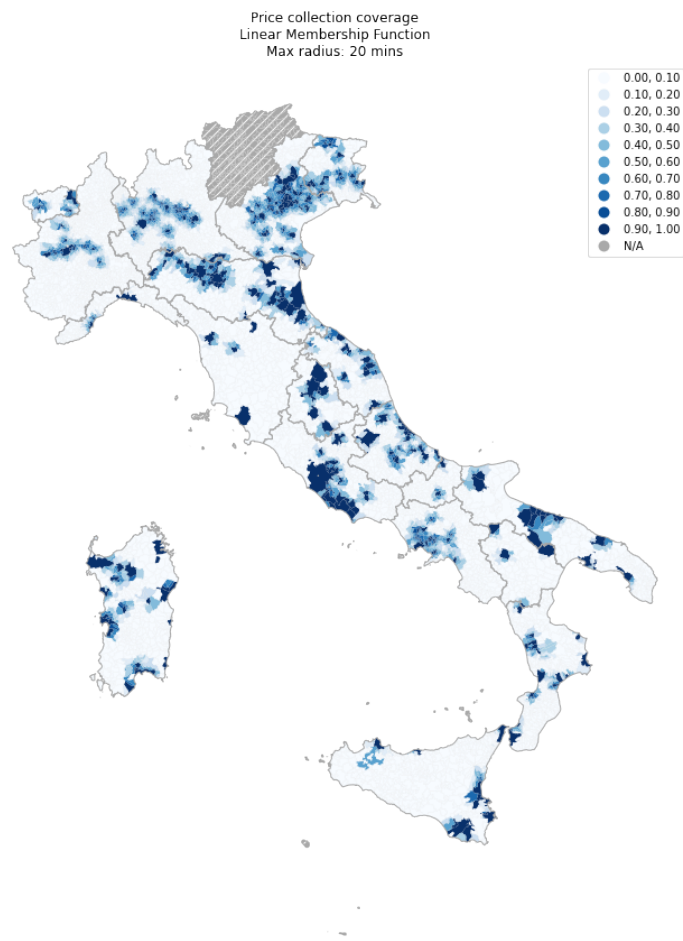 Price collection coverage
Linear Membership Function
Max radius: 20 mins
0.00, 0.10
0.10, 0.20
0.20, 0.30
0.30, 0.40
0.40, 0.50
0.50, 0.60
0.60, 0.70
0.70, 0.80
0.80, 0.90
0.90, 1.00
N/A